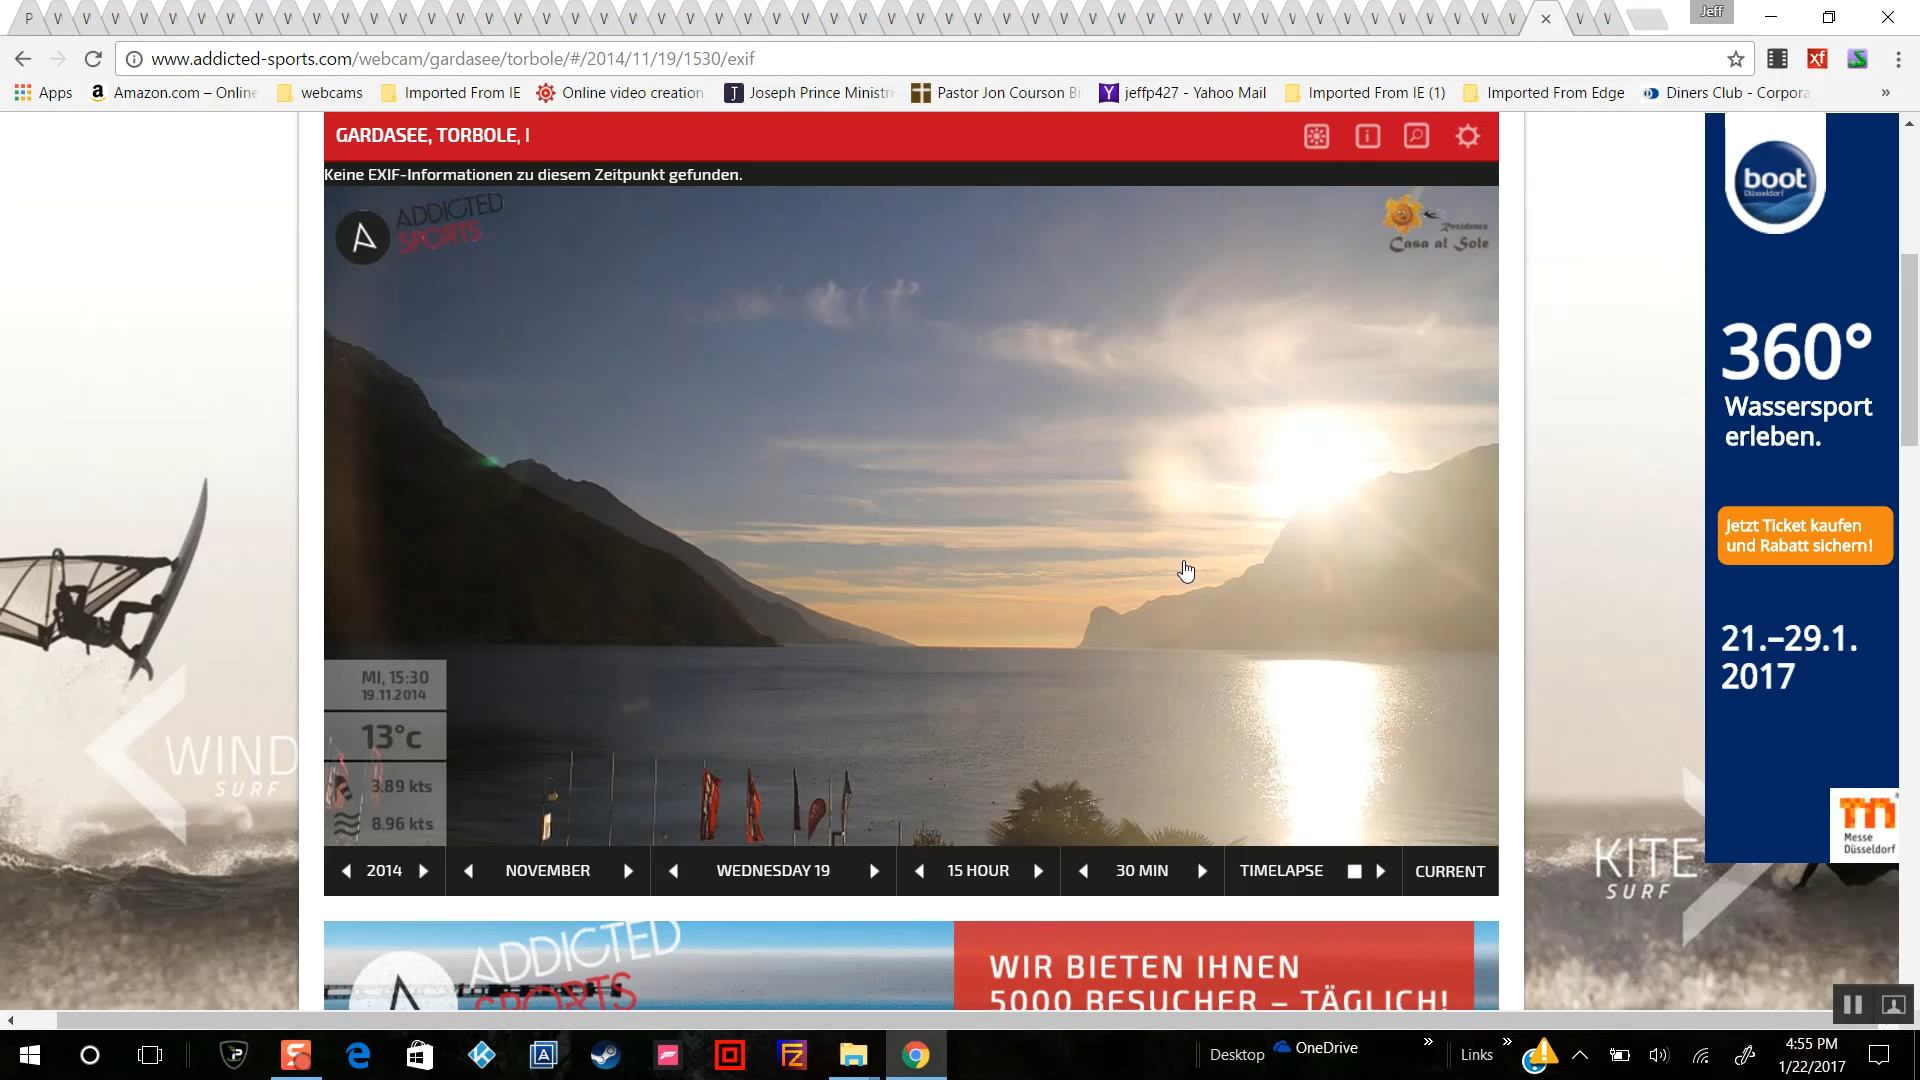 P V V V V V V V V V V V V V V V V V V V V V V V V V V V V V V V V V V V V V V V V V V V V V V V V V V V V V V V Jeff
www.addicted-sports.com/webcam/gardasee/torbole/#/2014/11/19/1530/exif
Apps Amazon.com – Online webcams Imported From IE Online video creation Joseph Prince Ministri Pastor Jon Courson Bi jeffp427 - Yahoo Mail Imported From IE (1) Imported From Edge Diners Club - Corpora »
GARDASEE, TORBOLE, I
Keine EXIF-Informationen zu diesem Zeitpunkt gefunden.
ADDICTED
SPORTS
Residence
Casa al Sole
boot
Düsseldorf
360°
Wassersport
erleben.
Jetzt Ticket kaufen
und Rabatt sichern!
21.–29.1.
2017
Messe
Düsseldorf
WIND
SURF
KITE
SURF
MI, 15:30
19.11.2014
13°c
3.89 kts
8.96 kts
2014 NOVEMBER WEDNESDAY 19 15 HOUR 30 MIN TIMELAPSE CURRENT
ADDICTED
SPORTS
WIR BIETEN IHNEN
5000 BESUCHER – TÄGLICH!
Desktop OneDrive » Links »
4:55 PM
1/22/2017